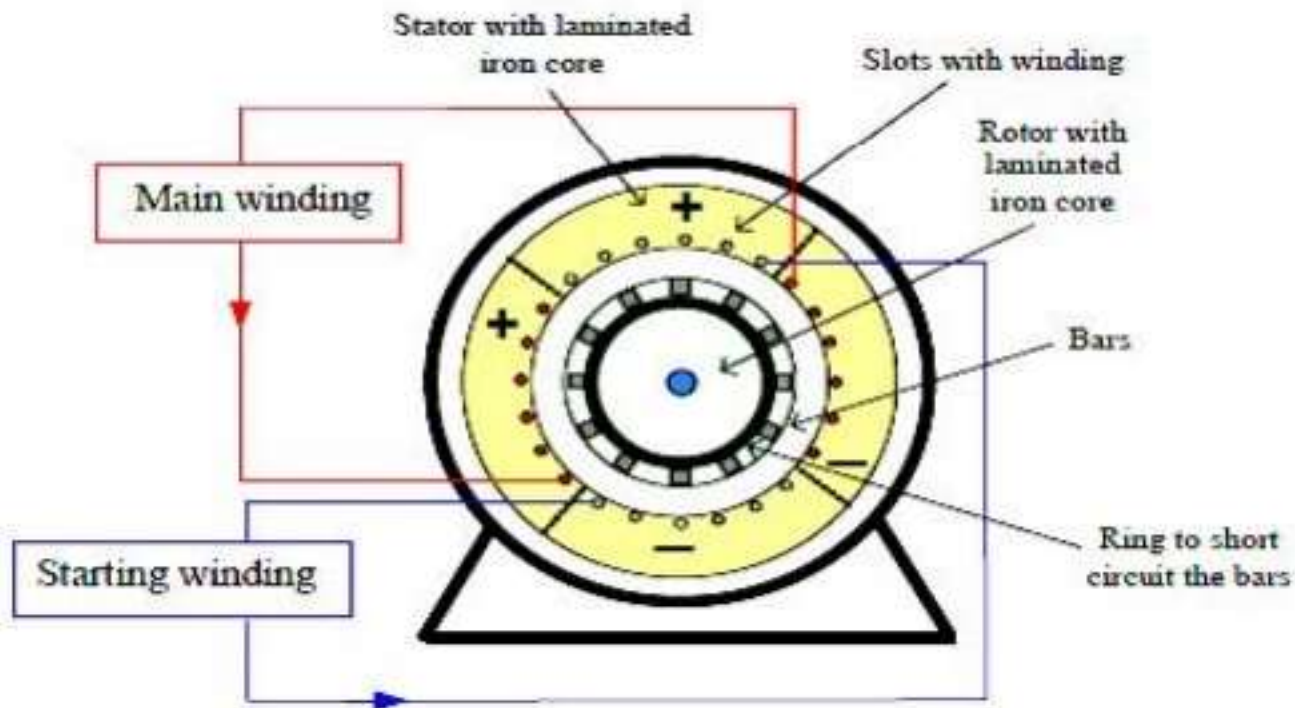 Stator with laminated
iron core
Slots with winding
Rotor with
laminated
iron core
Main winding
+
+
Bars
−
−
Ring to short
circuit the bars
Starting winding